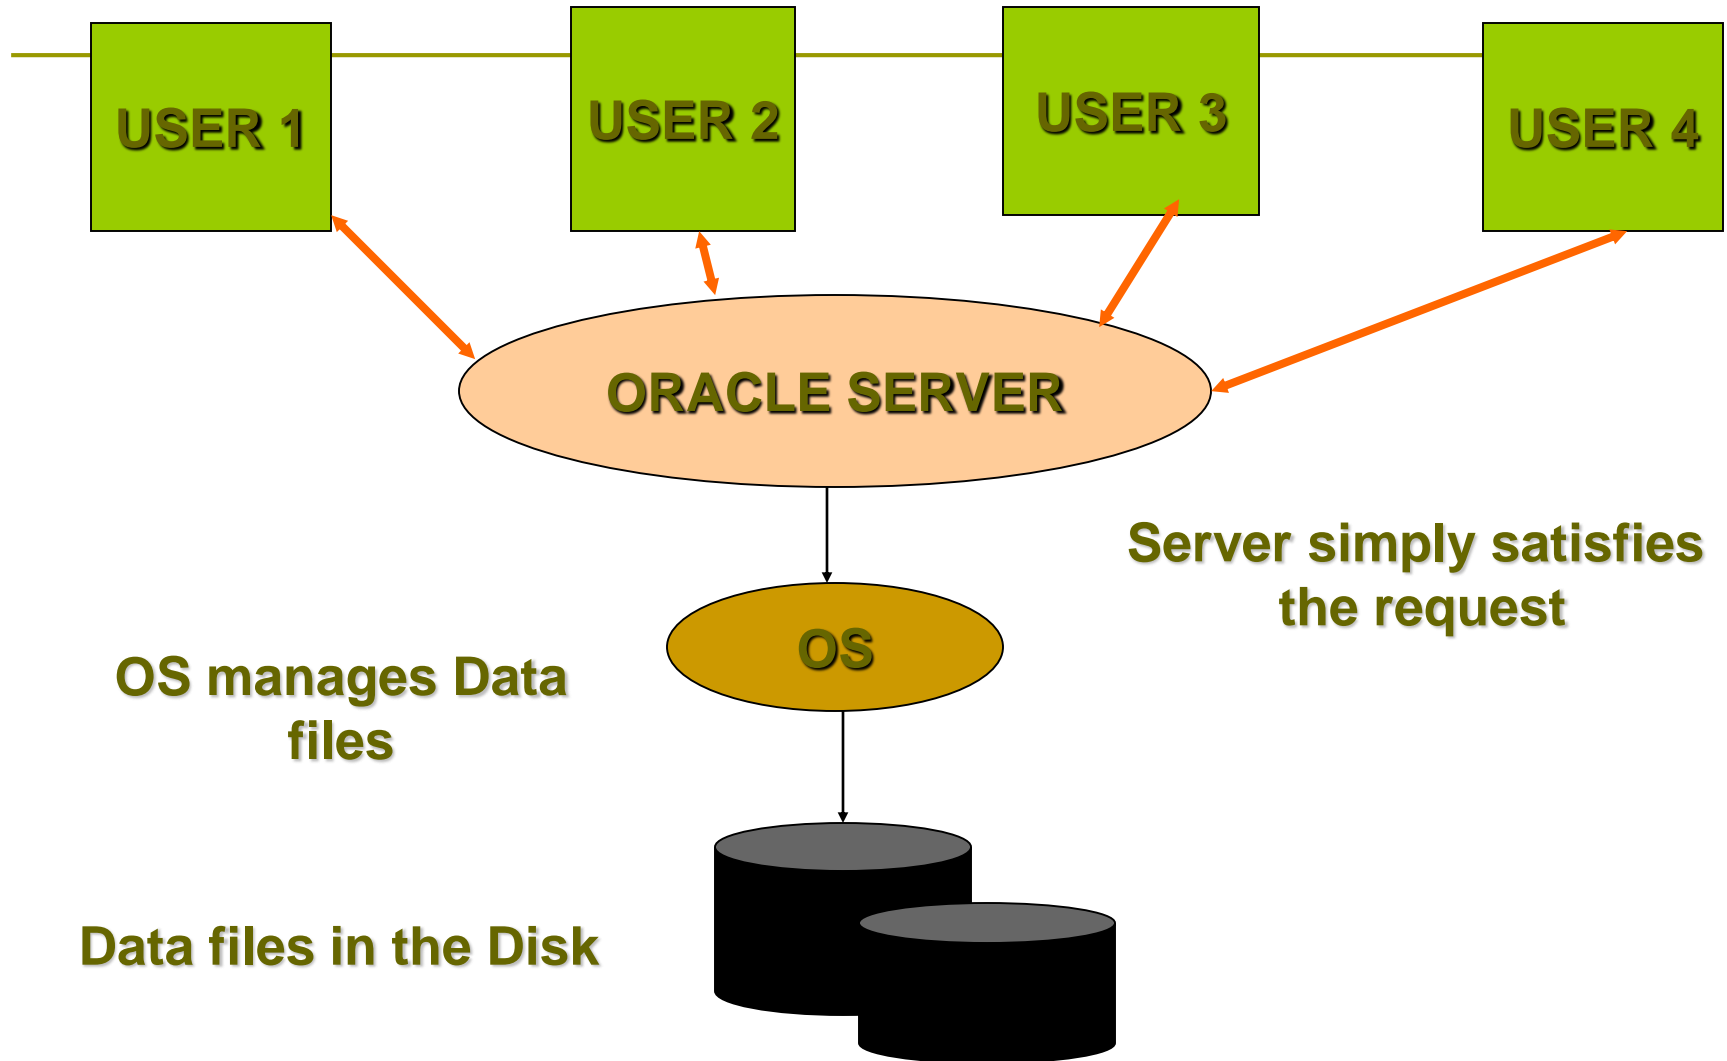 USER 1
USER 2
USER 3
USER 4
ORACLE SERVER
Server simply satisfies
the request
OS
OS manages Data
files
Data files in the Disk